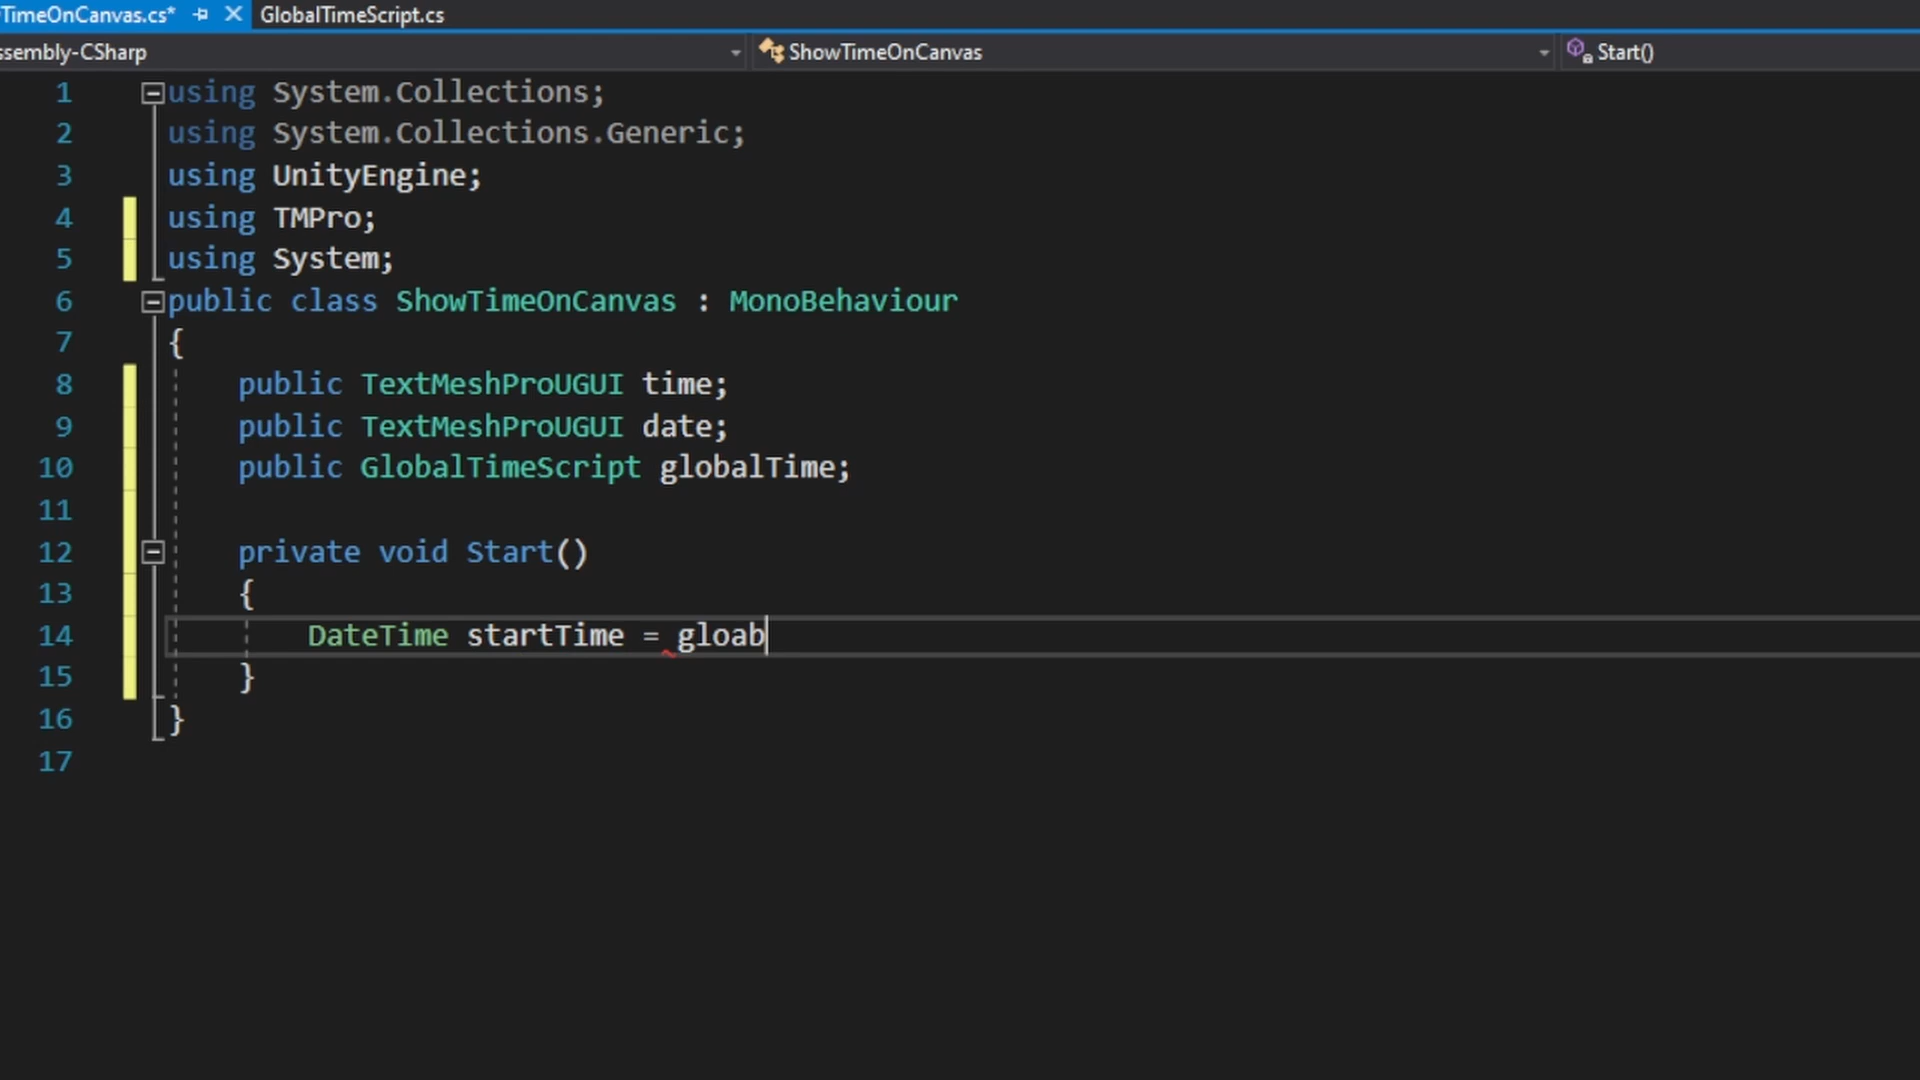 TimeOnCanvas.cs* GlobalTimeScript.cs
ssembly-CSharp ShowTimeOnCanvas Start()
1 using System.Collections;
2 using System.Collections.Generic;
3 using UnityEngine;
4 using TMPro;
5 using System;
6 public class ShowTimeOnCanvas : MonoBehaviour
7 {
8 public TextMeshProUGUI time;
9 public TextMeshProUGUI date;
10 public GlobalTimeScript globalTime;
11
12 private void Start()
13 {
14 DateTime startTime = gloab
15 }
16 }
17